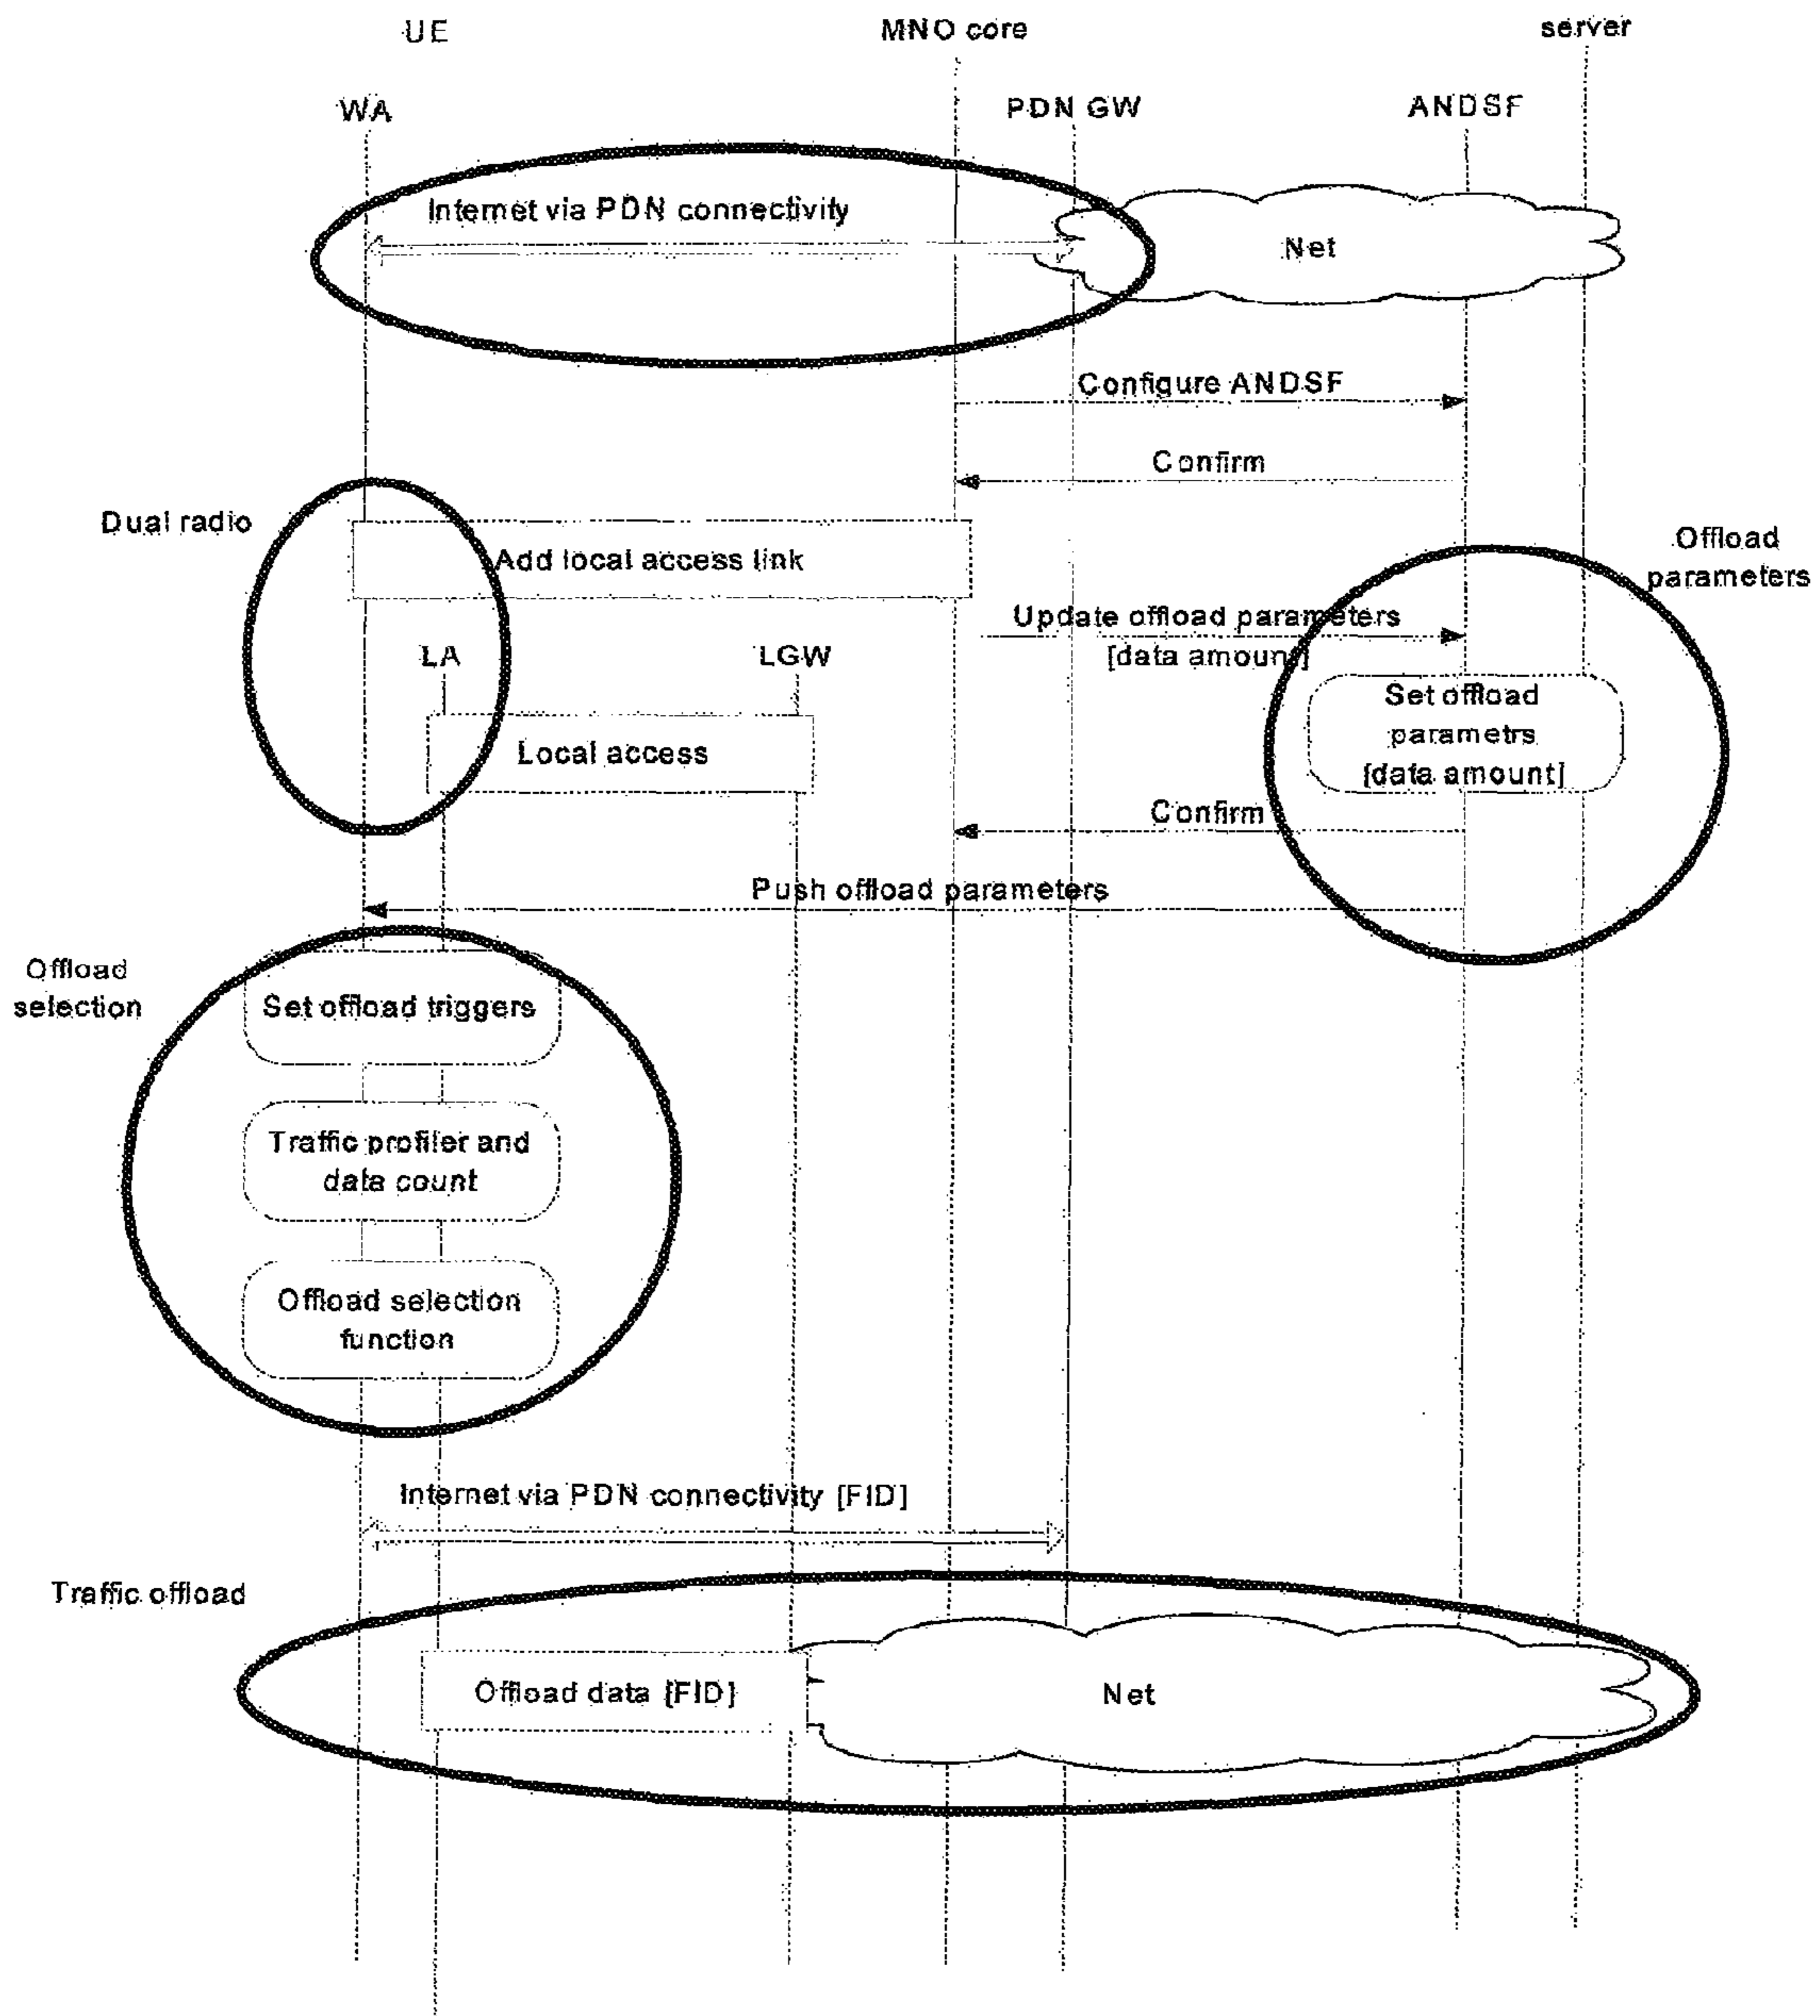 UE
MNO core
server
WA
PDN GW
ANDSF
Internet via PDN connectivity
Net
Configure ANDSF
Confirm
Dual radio
Add local access link
Offload
parameters
Update offload parameters
[data amount]
LA
LGW
Local access
Set offload
parametrs
[data amount]
Confirm
Push offload parameters
Offload
selection
Set offload triggers
Traffic profiler and
data count
Offload selection
function
Internet via PDN connectivity [FID]
Traffic offload
Offload data [FID]
Net